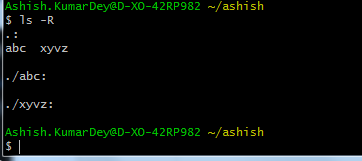 Ashish.KumarDey@D-XO-42RP982 ~/ashish
$ ls -R
.:
abc  xyvz

./abc:

./xyvz:

Ashish.KumarDey@D-XO-42RP982 ~/ashish
$